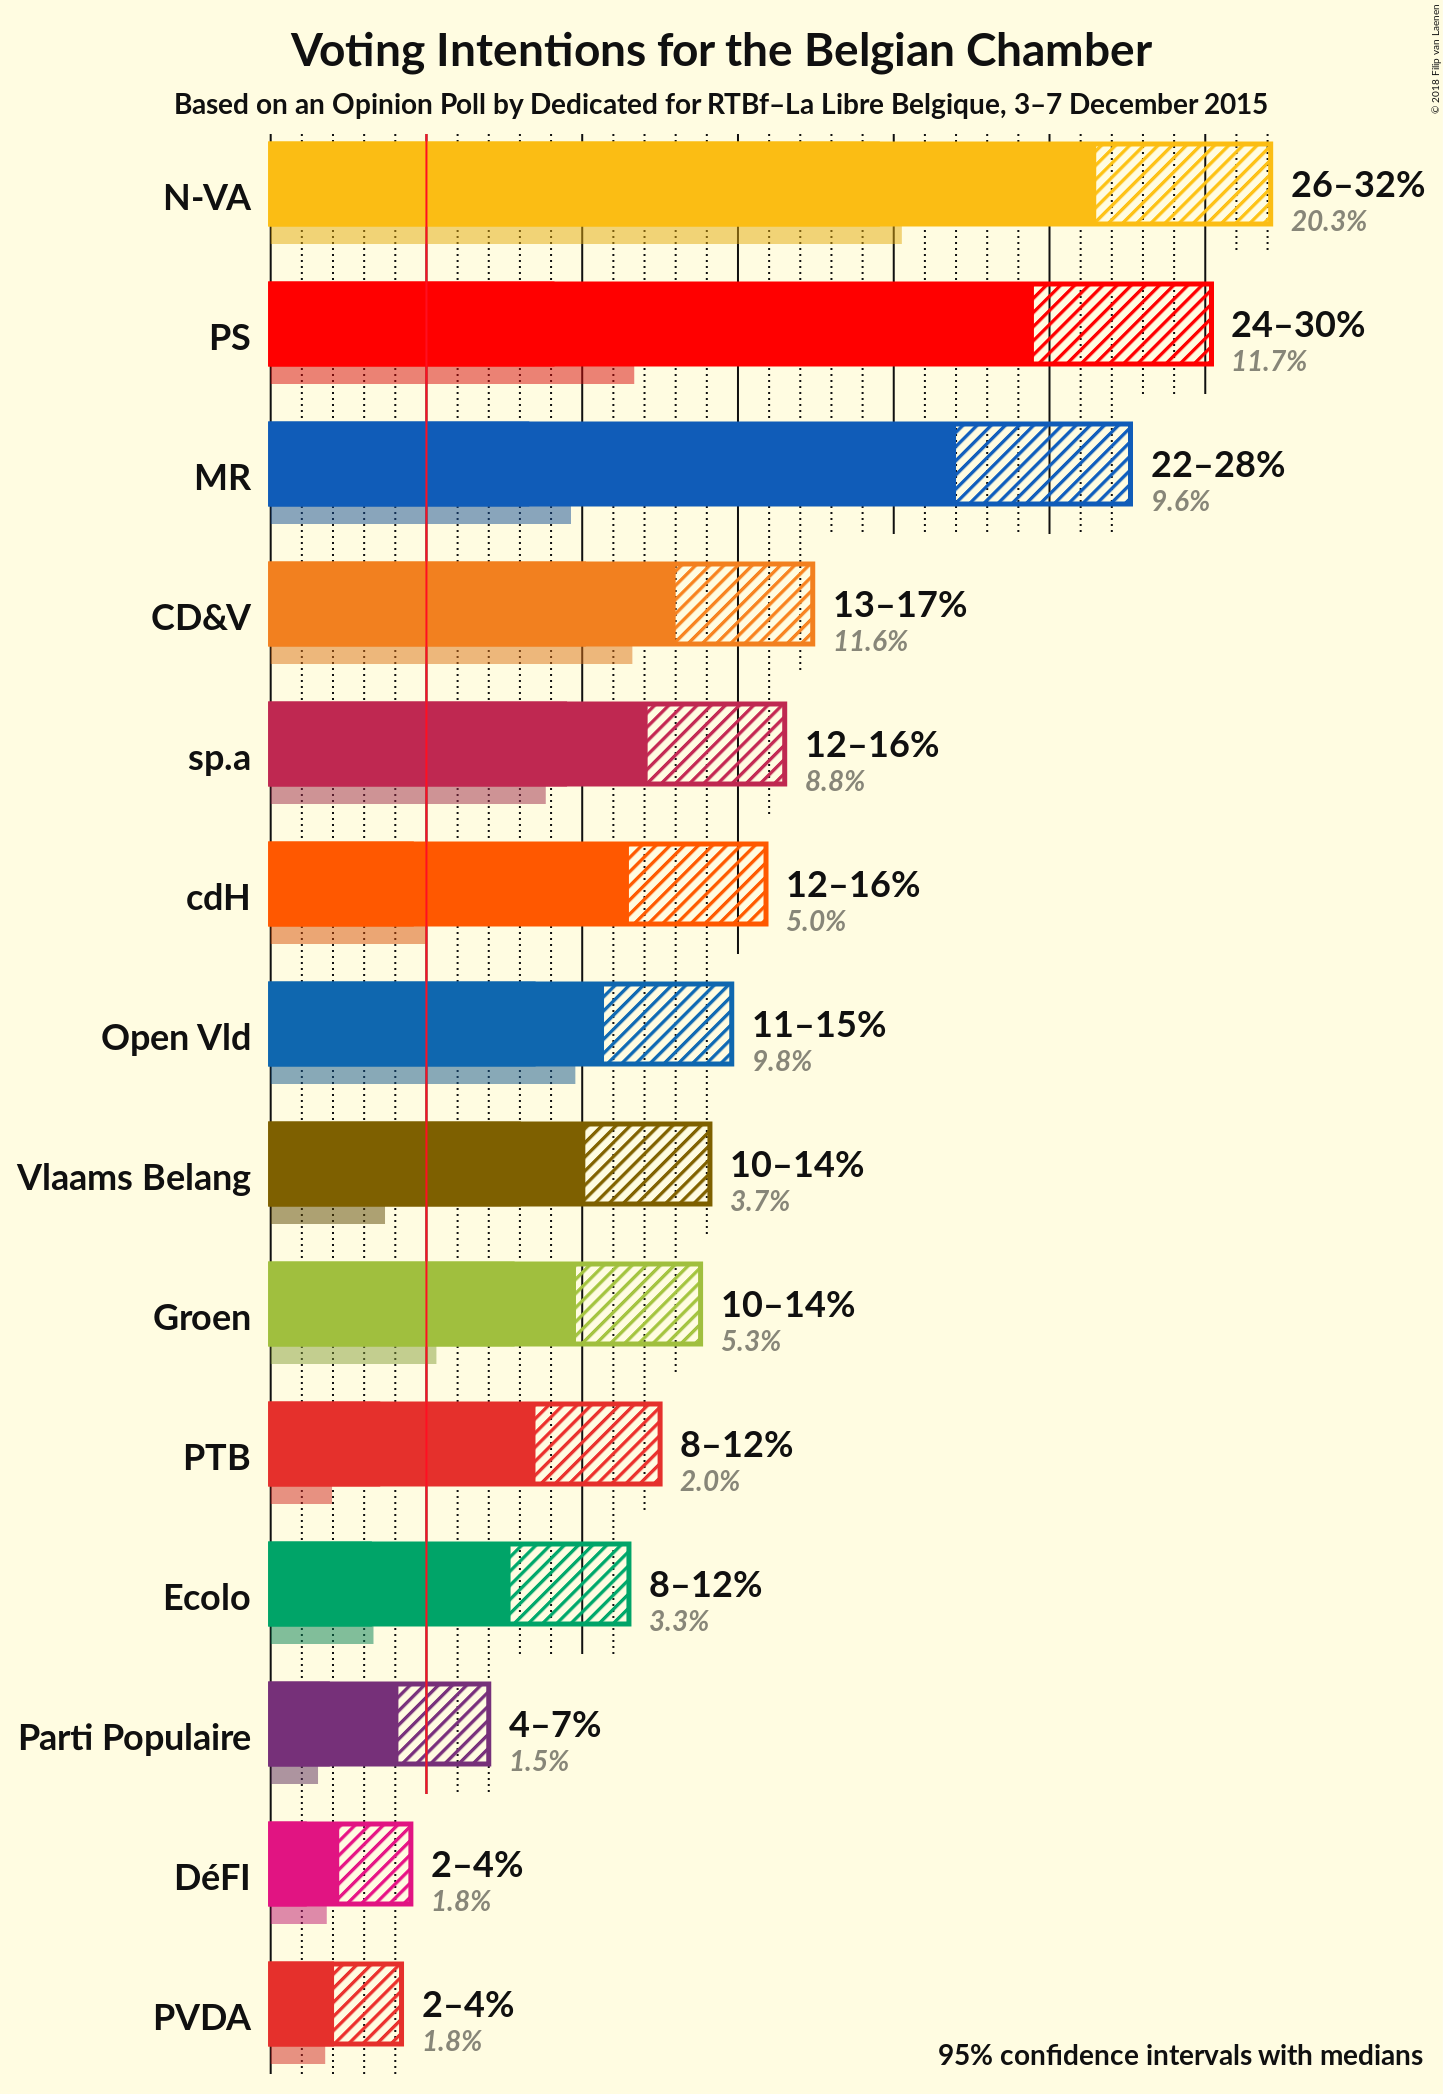 Voting Intentions for the Belgian Chamber
Based on an Opinion Poll by Dedicated for RTBf–La Libre Belgique, 3–7 December 2015
© 2018 Filip van Laenen
N-VA
26–32%
20.3%
PS
24–30%
11.7%
MR
22–28%
9.6%
CD&V
13–17%
11.6%
sp.a
12–16%
8.8%
cdH
12–16%
5.0%
Open Vld
11–15%
9.8%
Vlaams Belang
10–14%
3.7%
Groen
10–14%
5.3%
PTB
8–12%
2.0%
Ecolo
8–12%
3.3%
Parti Populaire
4–7%
1.5%
DéFI
2–4%
1.8%
PVDA
2–4%
1.8%
95% confidence intervals with medians